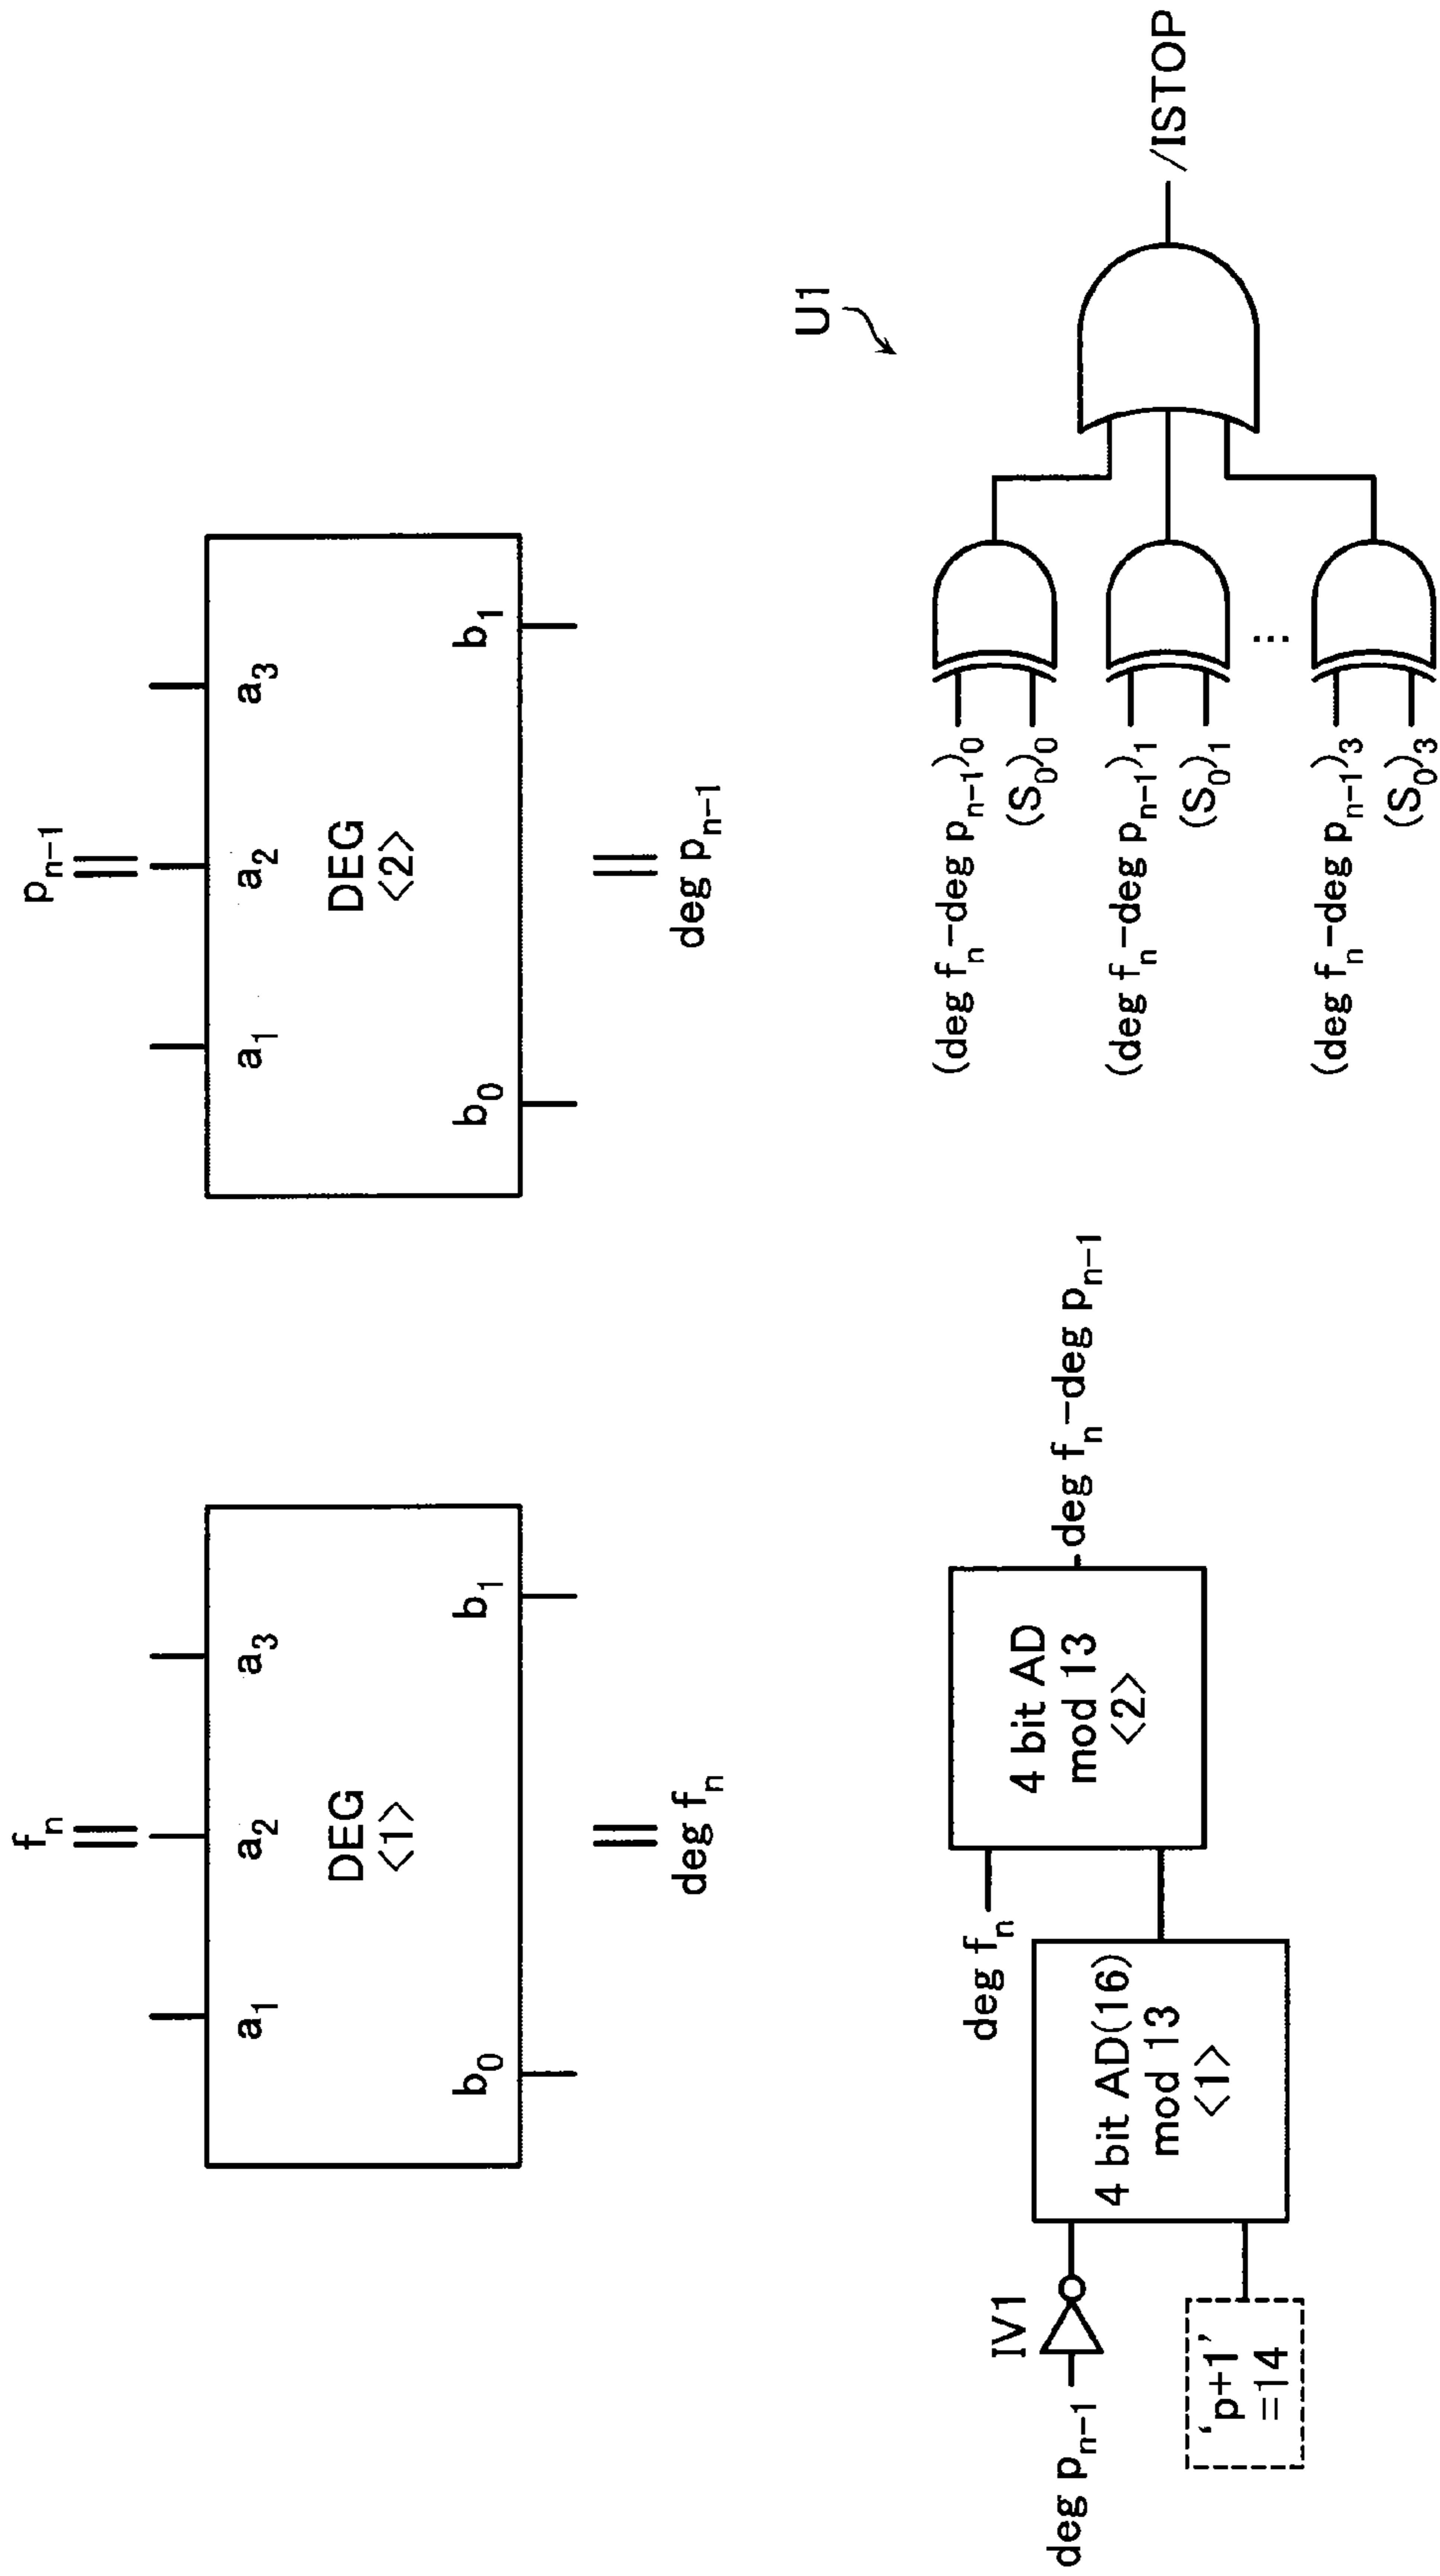 f_n
a_1 a_2 a_3
DEG
<1>
b_0 b_1
deg f_n
p_{n-1}
a_1 a_2 a_3
DEG
<2>
b_0 b_1
deg p_{n-1}
deg p_{n-1}
IV1
'p+1'
=14
4 bit AD(16)
mod 13
<1>
deg f_n
4 bit AD
mod 13
<2>
deg f_n-deg p_{n-1}
U1
(deg f_n-deg p_{n-1})_0
(S_0)_0
(deg f_n-deg p_{n-1})_1
(S_0)_1
...
(deg f_n-deg p_{n-1})_3
(S_0)_3
/ISTOP